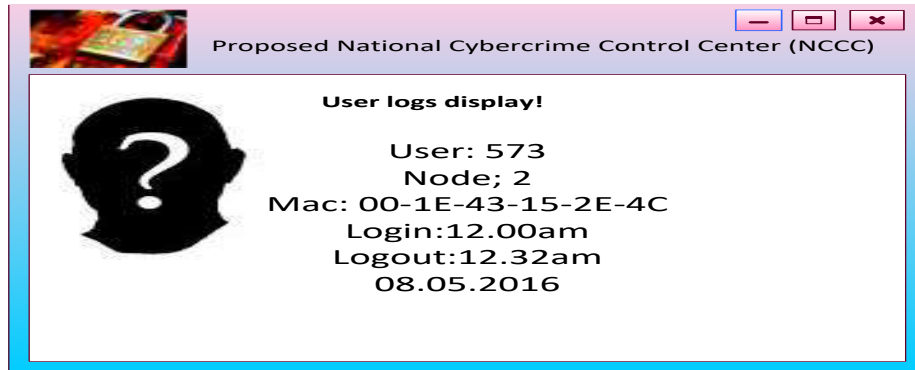 Proposed National Cybercrime Control Center (NCCC)
User logs display!
?
User: 573
Node; 2
Mac: 00-1E-43-15-2E-4C
Login:12.00am
Logout:12.32am
08.05.2016